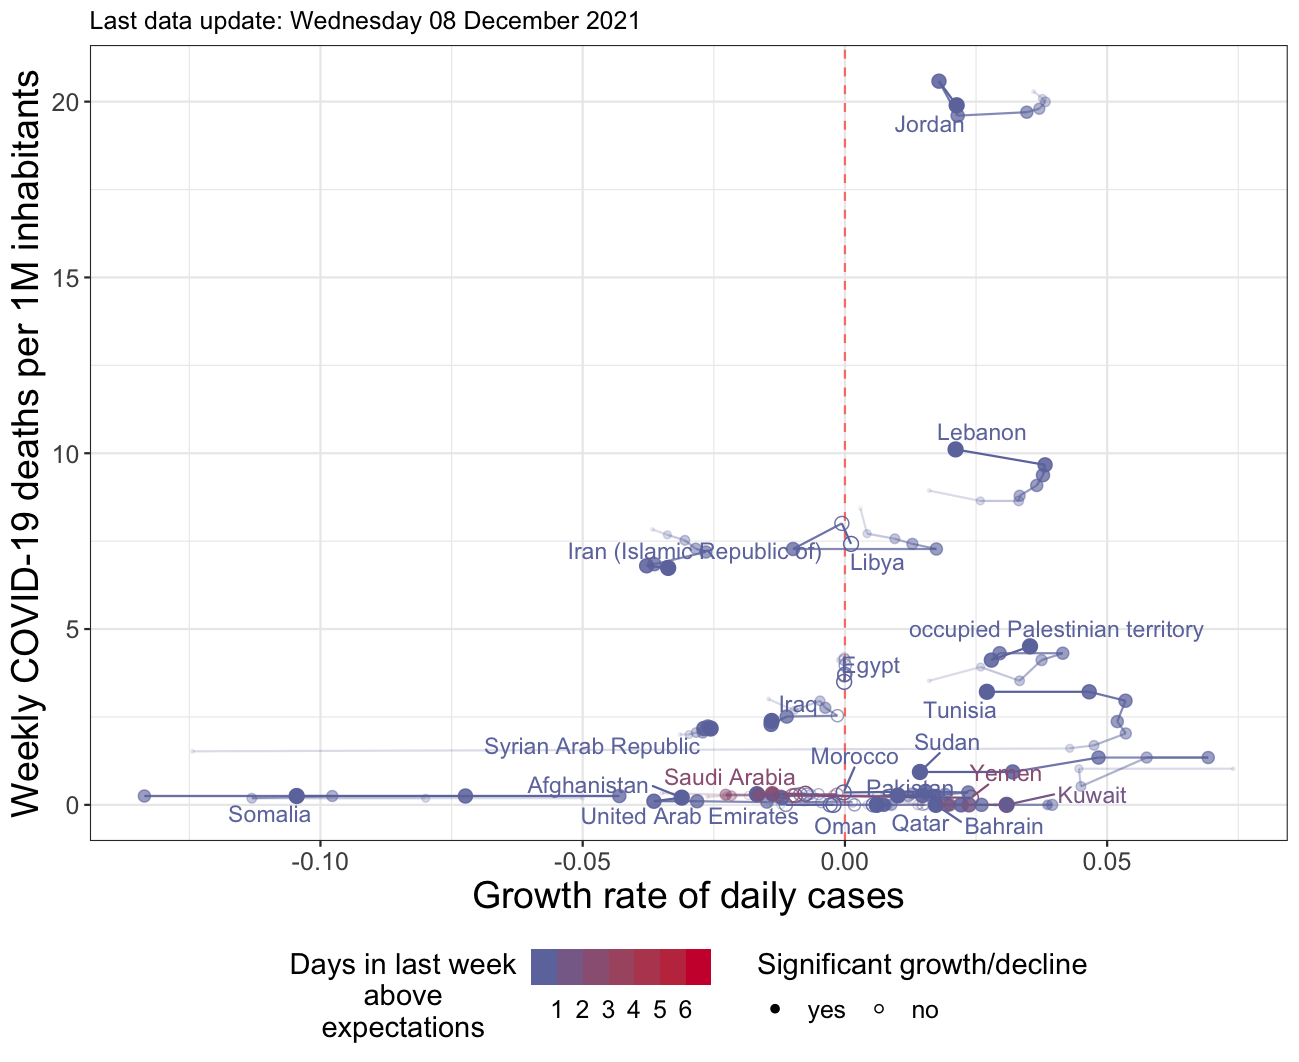 Last data update: Wednesday 08 December 2021
Weekly COVID-19 deaths per 1M inhabitants
20
15
10
5
0
Jordan
Lebanon
Iran (Islamic Republic of)
Libya
occupied Palestinian territory
Egypt
Iraq
Tunisia
Syrian Arab Republic
Sudan
Morocco
Saudi Arabia
Yemen
Afghanistan
Pakistan
Kuwait
Somalia
United Arab Emirates
Oman
Qatar
Bahrain
-0.10
-0.05
0.00
0.05
Growth rate of daily cases
Days in last week
above
expectations
1 2 3 4 5 6
Significant growth/decline
yes
no